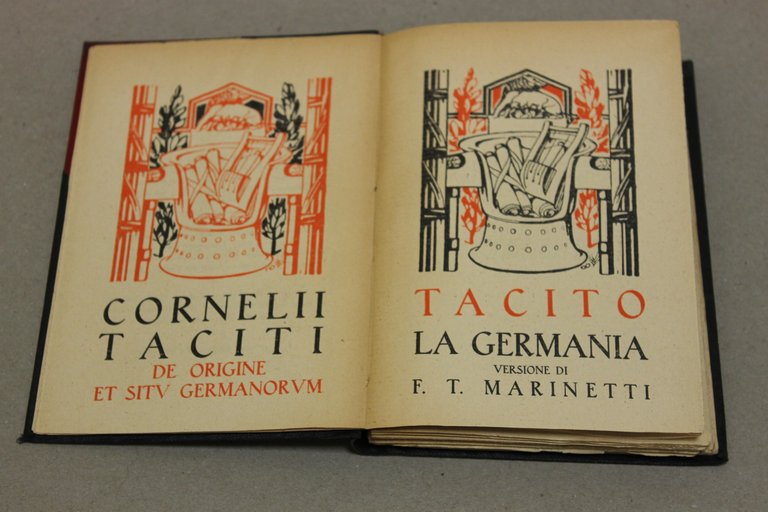 CORNELII
TACITI
DE ORIGINE
ET SITV GERMANORVM
TACITO
LA GERMANIA
VERSIONE DI
F. T. MARINETTI